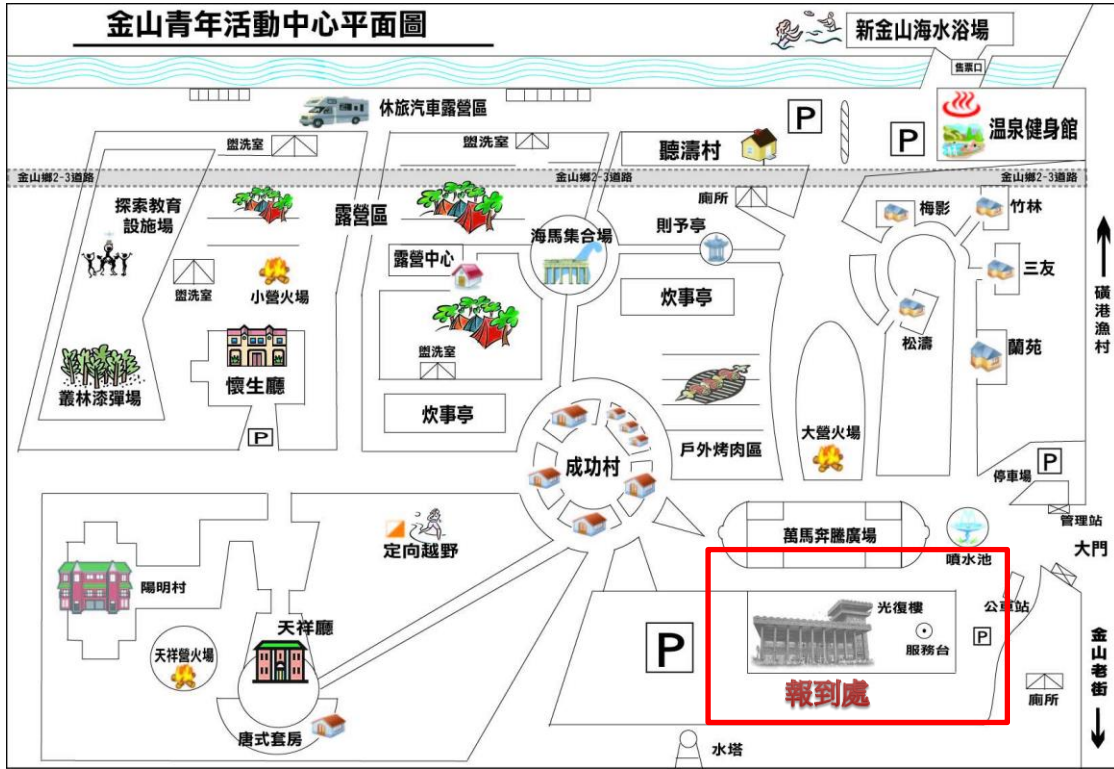 金山青年活動中心平面圖
新金山海水浴場
售票口
休旅汽車露營區
P
P
溫泉健身館
盥洗室
盥洗室
聽濤村
金山鄉2-3道路
金山鄉2-3道路
金山鄉2-3道路
探索教育
設施場
露營區
廁所
梅影
竹林
海馬集合場
則予亭
露營中心
三友
盥洗室
小營火場
炊事亭
磺港漁村
松濤
蘭苑
盥洗室
懷生廳
叢林漆彈場
炊事亭
P
成功村
戶外烤肉區
大營火場
P
停車場
管理站
定向越野
萬馬奔騰廣場
噴水池
大門
陽明村
光復樓
公車站
天祥廳
服務台
P
P
天祥營火場
報到處
廁所
金山老街
唐式套房
水塔